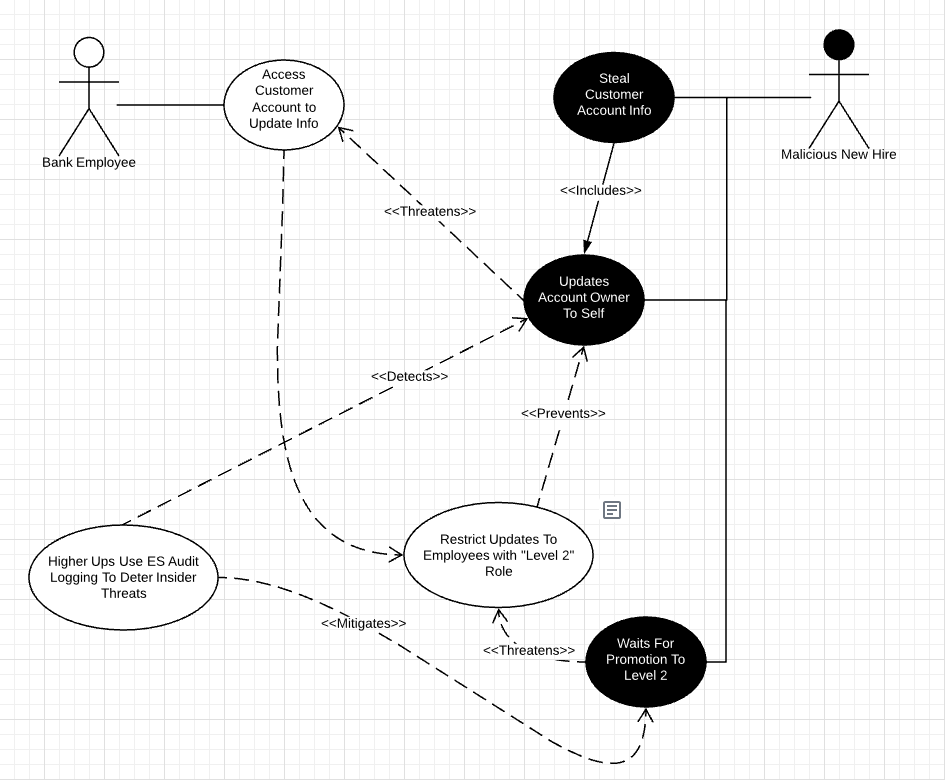 Access
Customer
Account to
Update Info
Steal
Customer
Account Info
Bank Employee
Malicious New Hire
<<Includes>>
<<Threatens>>
Updates
Account Owner
To Self
<<Detects>>
<<Prevents>>
Restrict Updates To
Employees with "Level 2"
Role
Higher Ups Use ES Audit
Logging To Deter Insider
Threats
<<Mitigates>>
<<Threatens>>
Waits For
Promotion To
Level 2